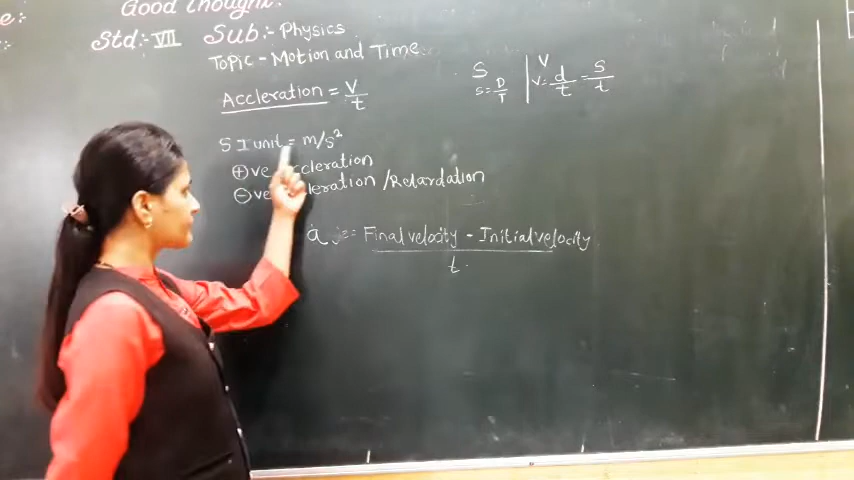 Good thought:
Std:- VII Sub:- Physics
Topic - Motion and Time
Accleration = V/t
S I unit = m/s²
⊕ve accleration
⊖ve leration /Retardation
a = Final velocity - Initial velocity
t
S
s = D/T
V
v = d/t = s/t